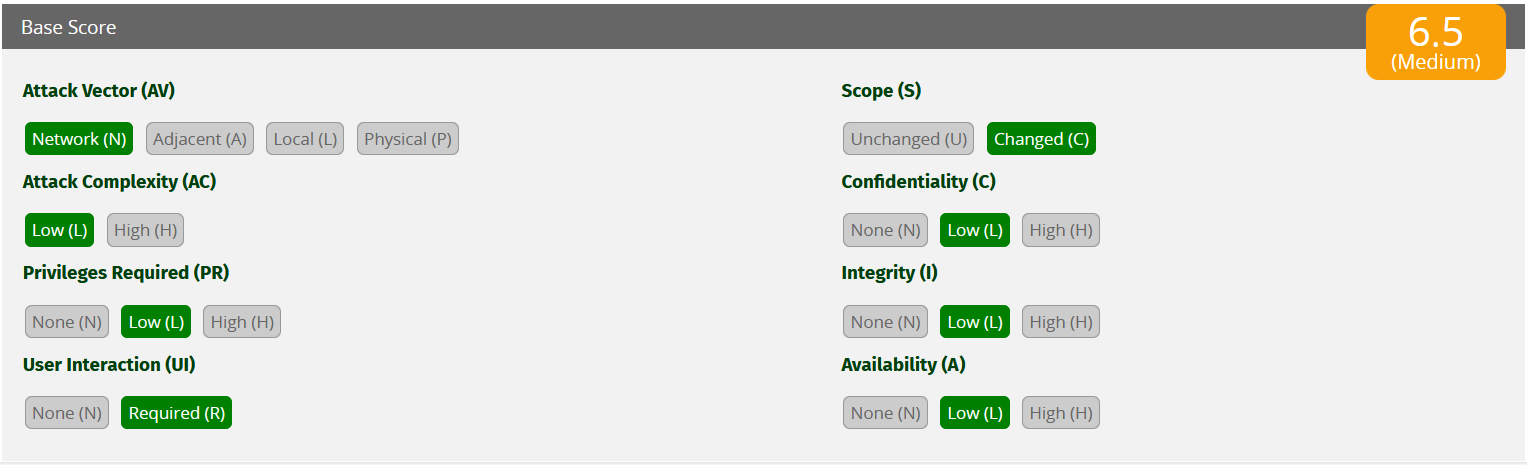 Base Score
6.5
(Medium)
Attack Vector (AV)
Network (N) Adjacent (A) Local (L) Physical (P)
Attack Complexity (AC)
Low (L) High (H)
Privileges Required (PR)
None (N) Low (L) High (H)
User Interaction (UI)
None (N) Required (R)
Scope (S)
Unchanged (U) Changed (C)
Confidentiality (C)
None (N) Low (L) High (H)
Integrity (I)
None (N) Low (L) High (H)
Availability (A)
None (N) Low (L) High (H)